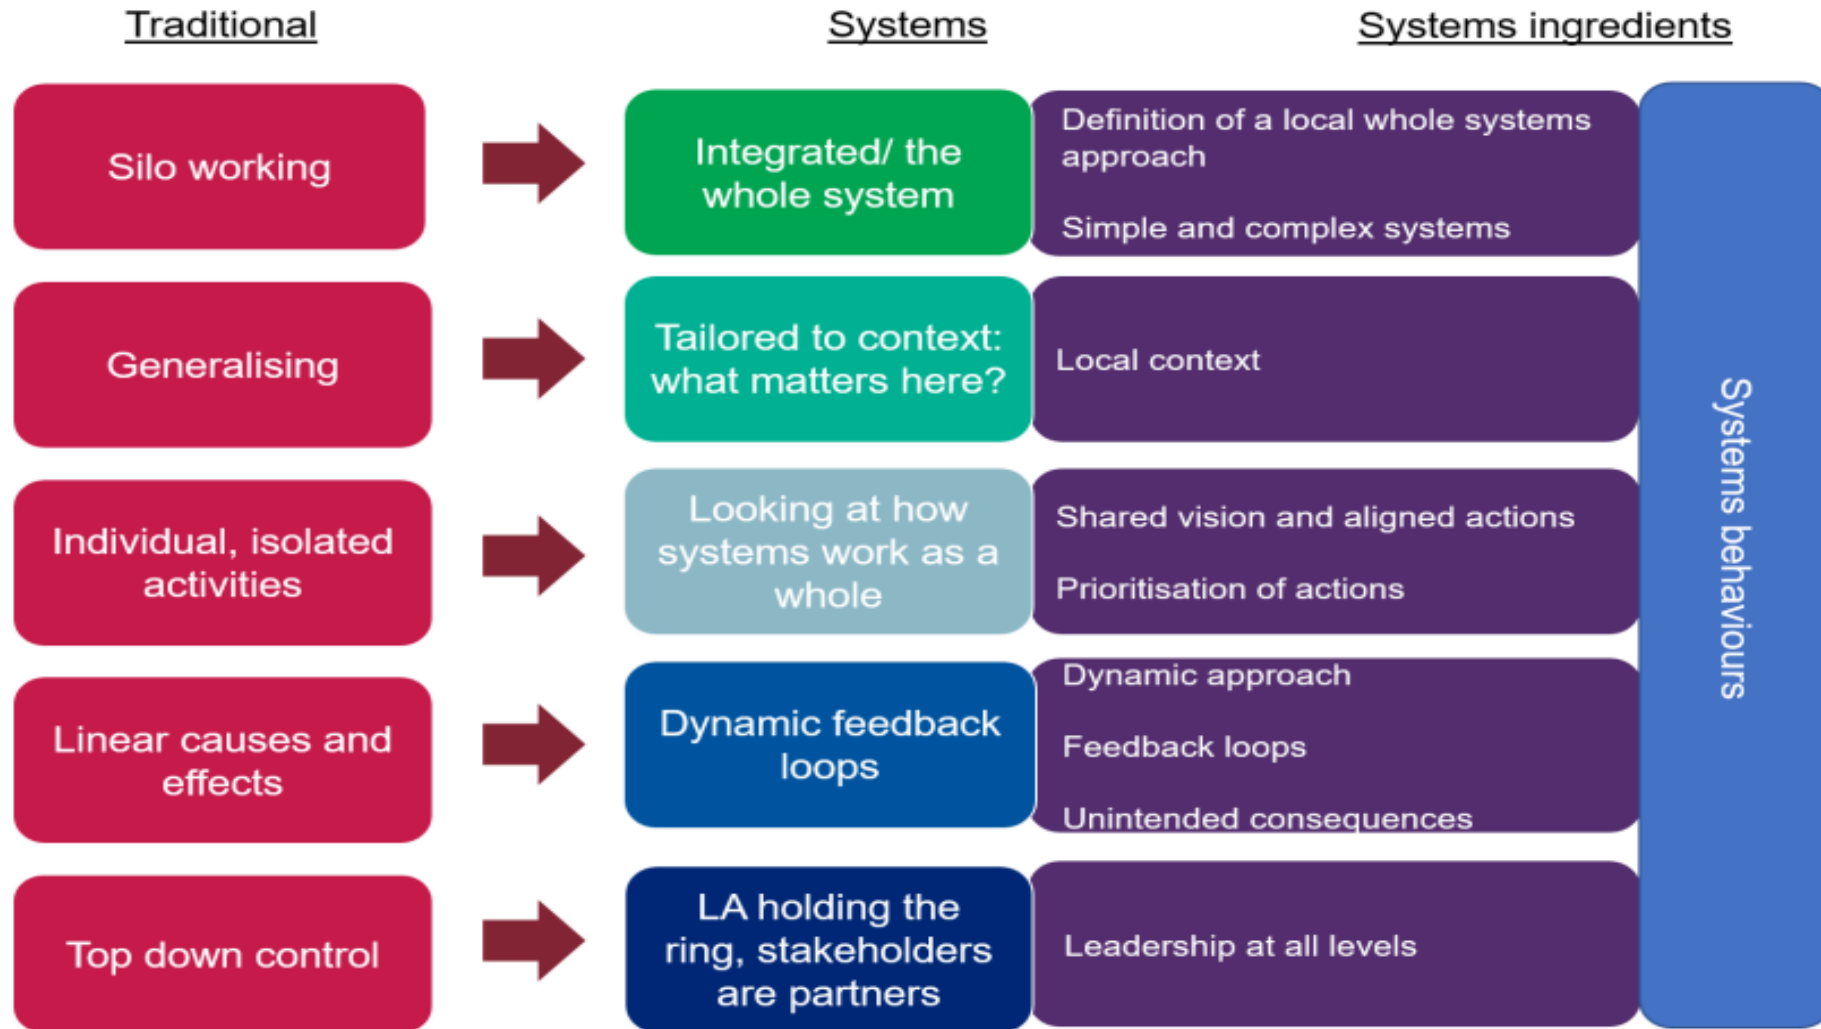 Traditional
Systems
Systems ingredients
Silo working
Integrated/ the
whole system
Definition of a local whole systems
approach
Simple and complex systems
Generalising
Tailored to context:
what matters here?
Local context
Individual, isolated
activities
Looking at how
systems work as a
whole
Shared vision and aligned actions
Prioritisation of actions
Linear causes and
effects
Dynamic feedback
loops
Dynamic approach
Feedback loops
Unintended consequences
Top down control
LA holding the
ring, stakeholders
are partners
Leadership at all levels
Systems behaviours